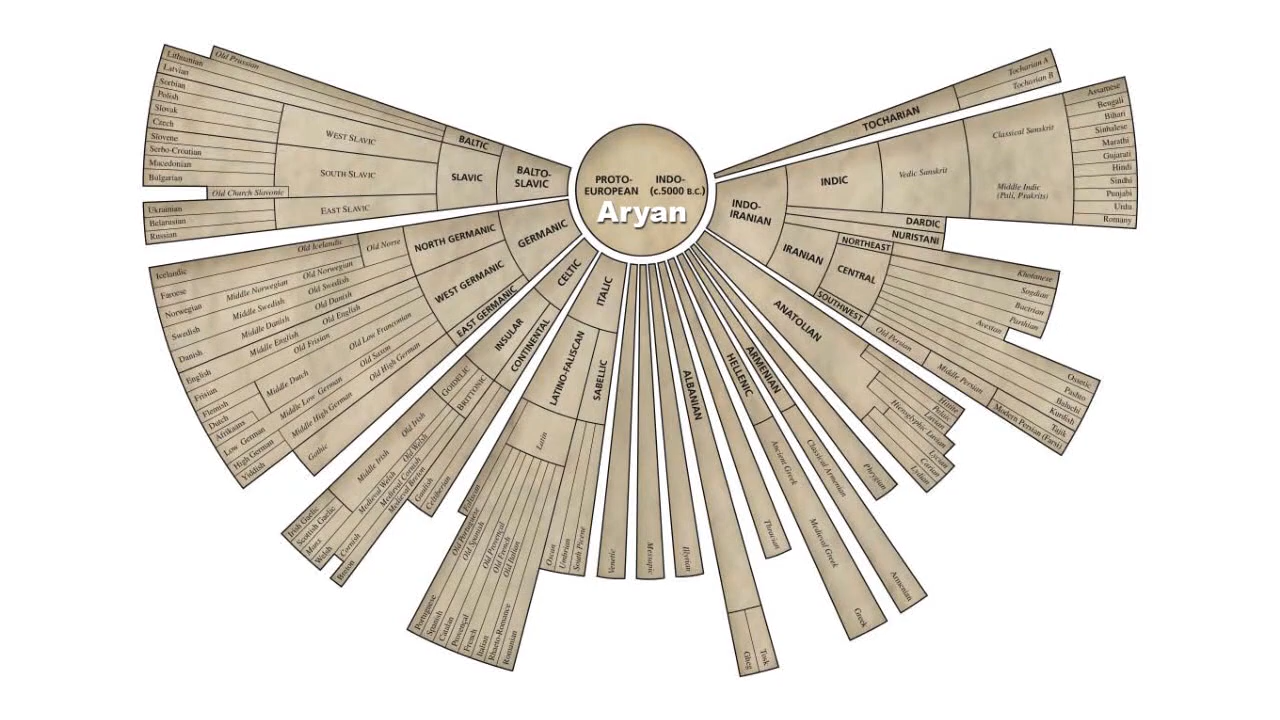 PROTO- INDO-
EUROPEAN (c.5000 B.C.)
Aryan
TOCHARIAN
Tocharian A
Tocharian B
INDO-
IRANIAN
INDIC
Vedic Sanskrit
Classical Sanskrit
Middle Indic
(Pali, Prakrits)
Assamese
Bengali
Bihari
Sinhalese
Marathi
Gujarati
Hindi
Sindhi
Punjabi
Urdu
Romany
DARDIC
NURISTANI
IRANIAN
NORTHEAST
CENTRAL
SOUTHWEST
Khotanese
Sogdian
Bactrian
Parthian
Avestan
Old Persian
Middle Persian
Modern Persian (Farsi)
Ossetic
Pashto
Baluchi
Kurdish
Tajik
ANATOLIAN
Hittite
Palaic
Luvian
Hieroglyphic Luvian
Lycian
Carian
Lydian
Phrygian
ARMENIAN
Classical Armenian
Armenian
HELLENIC
Ancient Greek
Medieval Greek
Greek
Thracian
ALBANIAN
Gheg
Tosk
Illyrian
Messapic
Venetic
ITALIC
SABELLIC
Oscan
Umbrian
South Picene
LATINO-FALISCAN
Latin
Faliscan
Old Portuguese
Old Spanish
Old Provençal
Old French
Old Italian
Portuguese
Spanish
Catalan
Provençal
French
Italian
Rhaeto-Romance
Romanian
CELTIC
CONTINENTAL
INSULAR
Gaulish
Celtiberian
GOIDELIC
BRITTONIC
Old Irish
Middle Irish
Old Welsh
Medieval Welsh
Medieval Cornish
Medieval Breton
Irish Gaelic
Scottish Gaelic
Manx
Welsh
Cornish
Breton
GERMANIC
NORTH GERMANIC
WEST GERMANIC
EAST GERMANIC
Old Norse
Old Icelandic
Icelandic
Faroese
Old Norwegian
Middle Norwegian
Norwegian
Old Swedish
Middle Swedish
Swedish
Old Danish
Middle Danish
Danish
Old English
Middle English
English
Old Frisian
Frisian
Old Low Franconian
Middle Dutch
Flemish
Dutch
Afrikaans
Old Saxon
Middle Low German
Low German
Old High German
Middle High German
High German
Yiddish
Gothic
BALTO-
SLAVIC
BALTIC
SLAVIC
Old Prussian
Lithuanian
Latvian
WEST SLAVIC
Sorbian
Polish
Slovak
Czech
SOUTH SLAVIC
Slovene
Serbo-Croatian
Macedonian
Bulgarian
Old Church Slavonic
EAST SLAVIC
Ukrainian
Belarusian
Russian